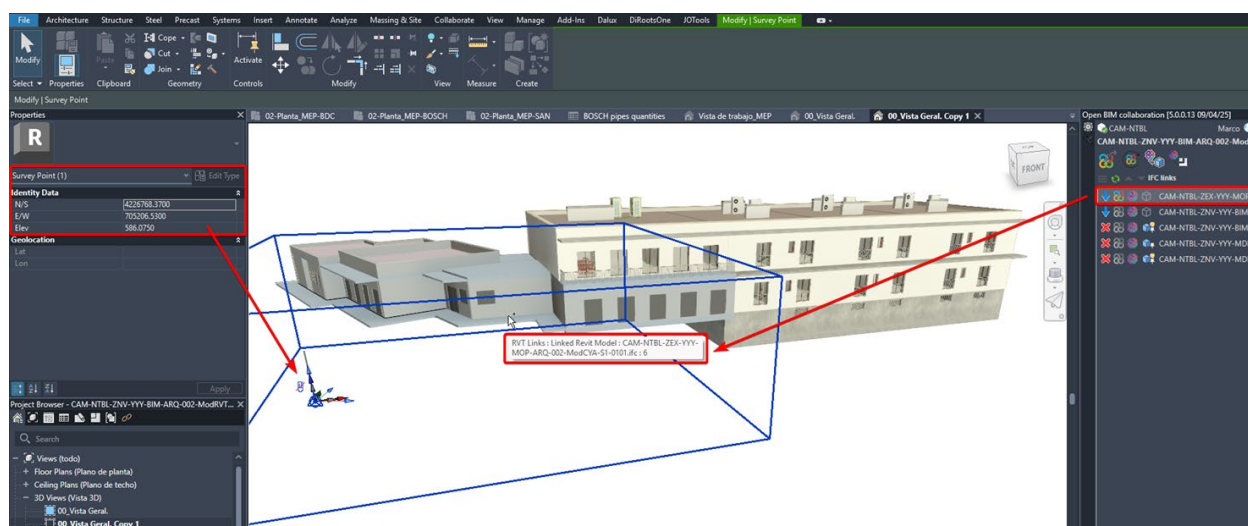 File Architecture Structure Steel Precast Systems Insert Annotate Analyze Massing & Site Collaborate View Manage Add-Ins Dalux DiRootsOne JOTools Modify | Survey Point
Modify
Paste
Cope
Cut
Join
Activate
Select Properties Clipboard Geometry Controls Modify View Measure Create
Modify | Survey Point
Properties
02-Planta_MEP-BDC 02-Planta_MEP-BOSCH 02-Planta_MEP-SAN BOSCH pipes quantities Vista de trabajo_MEP 00_Vista Geral. 00_Vista Geral. Copy 1
Open BIM collaboration [5.0.0.13 09/04/25]
CAM-NTBL Marco
CAM-NTBL-ZNV-YYY-BIM-ARQ-002-Mod
R
FRONT
Survey Point (1) Edit Type
Identity Data
N/S 4226768.3700
E/W 705206.5300
Elev 586.0750
Geolocation
Lat
Lon
IFC links
CAM-NTBL-ZEX-YYY-MOP
CAM-NTBL-ZNV-YYY-BIM
CAM-NTBL-ZNV-YYY-BIM
CAM-NTBL-ZNV-YYY-MDI
CAM-NTBL-ZNV-YYY-MDI
RVT Links : Linked Revit Model : CAM-NTBL-ZEX-YYY-
MOP-ARQ-002-ModCYA-S1-0101.ifc : 6
Apply
Project Browser - CAM-NTBL-ZNV-YYY-BIM-ARQ-002-ModRVT...
Search
Views (todo)
Floor Plans (Plano de planta)
Ceiling Plans (Plano de techo)
3D Views (Vista 3D)
00_Vista Geral.
00_Vista Geral. Copy 1